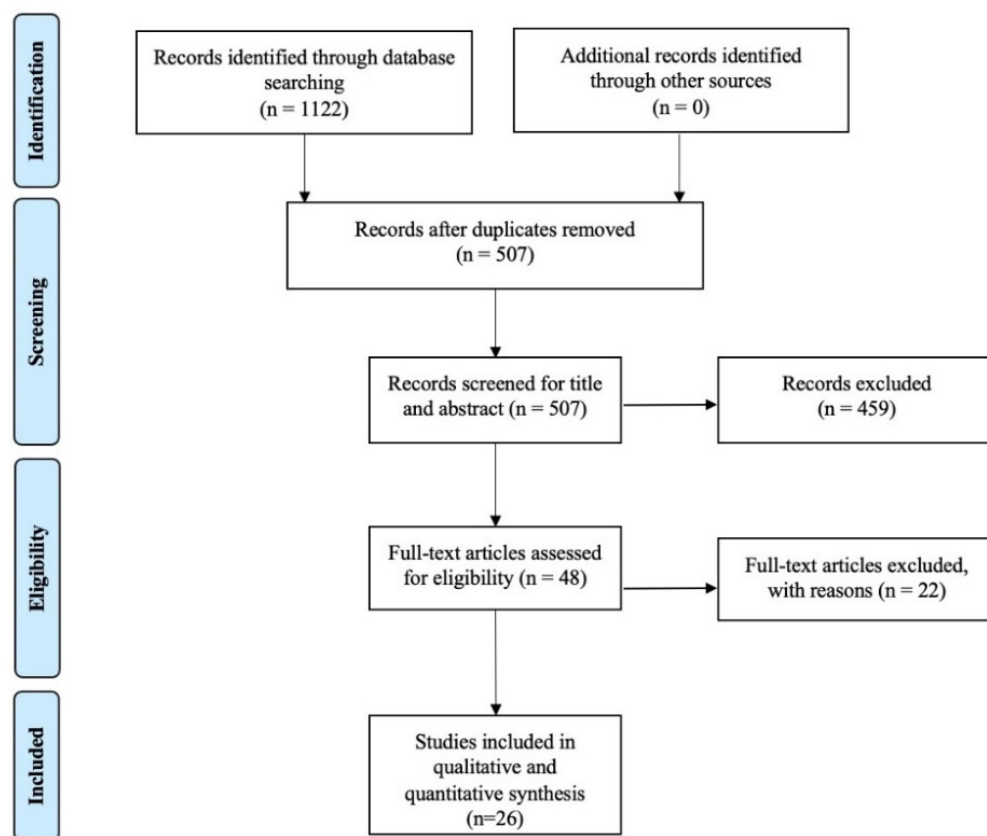 Identification
Records identified through database
searching
(n = 1122)
Additional records identified
through other sources
(n = 0)
Screening
Records after duplicates removed
(n = 507)
Records screened for title
and abstract (n = 507)
Records excluded
(n = 459)
Eligibility
Full-text articles assessed
for eligibility (n = 48)
Full-text articles excluded,
with reasons (n = 22)
Included
Studies included in
qualitative and
quantitative synthesis
(n=26)